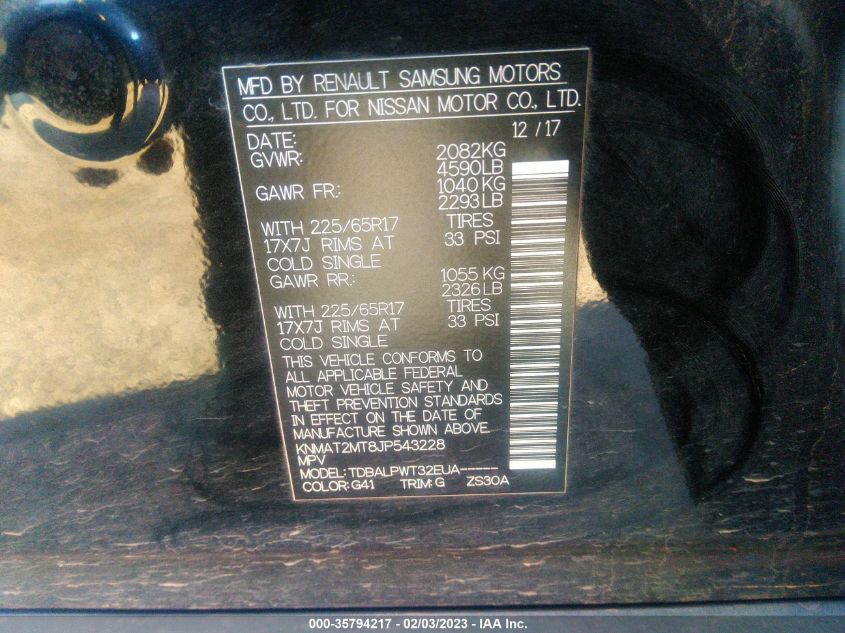 MFD BY RENAULT SAMSUNG MOTORS
CO., LTD. FOR NISSAN MOTOR CO., LTD.
DATE: 12 / 17
GVWR: 2082KG
4590LB
GAWR FR.: 1040 KG
2293 LB
WITH 225/65R17 TIRES
17X7J RIMS AT 33 PSI
COLD SINGLE
GAWR RR.: 1055 KG
2326 LB
WITH 225/65R17 TIRES
17X7J RIMS AT 33 PSI
COLD SINGLE
THIS VEHICLE CONFORMS TO
ALL APPLICABLE FEDERAL
MOTOR VEHICLE SAFETY AND
THEFT PREVENTION STANDARDS
IN EFFECT ON THE DATE OF
MANUFACTURE SHOWN ABOVE.
KNMAT2MT8JP543228
MPV
MODEL: TDBALPWT32EUA-----
COLOR: G41 TRIM: G ZS30A
000-35794217 - 02/03/2023 - IAA Inc.